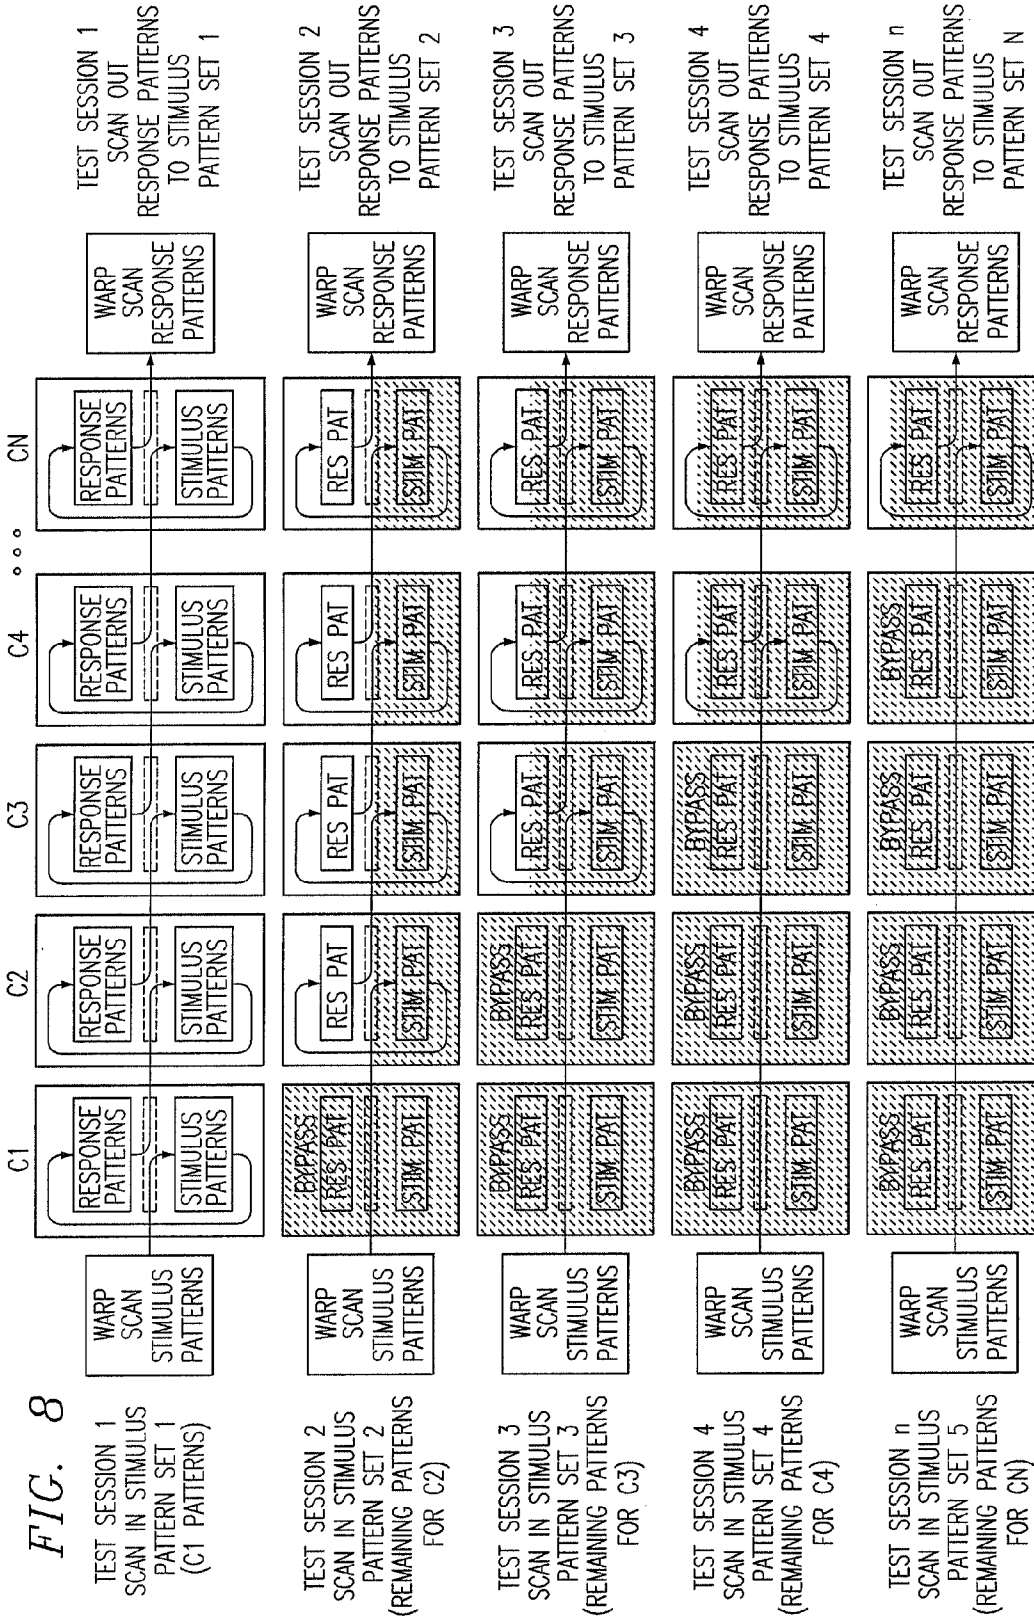 FIG. 8
C1
C2
C3
C4
CN
TEST SESSION 1
SCAN IN STIMULUS
PATTERN SET 1
(C1 PATTERNS)
WARP
SCAN
STIMULUS
PATTERNS
RESPONSE
PATTERNS
STIMULUS
PATTERNS
RESPONSE
PATTERNS
STIMULUS
PATTERNS
RESPONSE
PATTERNS
STIMULUS
PATTERNS
RESPONSE
PATTERNS
STIMULUS
PATTERNS
RESPONSE
PATTERNS
STIMULUS
PATTERNS
WARP
SCAN
RESPONSE
PATTERNS
TEST SESSION 1
SCAN OUT
RESPONSE PATTERNS
TO STIMULUS
PATTERN SET 1
TEST SESSION 2
SCAN IN STIMULUS
PATTERN SET 2
(REMAINING PATTERNS
FOR C2)
WARP
SCAN
STIMULUS
PATTERNS
BYPASS
RES PAT
STIM PAT
RES PAT
STIM PAT
RES PAT
STIM PAT
RES PAT
STIM PAT
RES PAT
STIM PAT
WARP
SCAN
RESPONSE
PATTERNS
TEST SESSION 2
SCAN OUT
RESPONSE PATTERNS
TO STIMULUS
PATTERN SET 2
TEST SESSION 3
SCAN IN STIMULUS
PATTERN SET 3
(REMAINING PATTERNS
FOR C3)
WARP
SCAN
STIMULUS
PATTERNS
BYPASS
RES PAT
STIM PAT
BYPASS
RES PAT
STIM PAT
RES PAT
STIM PAT
RES PAT
STIM PAT
RES PAT
STIM PAT
WARP
SCAN
RESPONSE
PATTERNS
TEST SESSION 3
SCAN OUT
RESPONSE PATTERNS
TO STIMULUS
PATTERN SET 3
TEST SESSION 4
SCAN IN STIMULUS
PATTERN SET 4
(REMAINING PATTERNS
FOR C4)
WARP
SCAN
STIMULUS
PATTERNS
BYPASS
RES PAT
STIM PAT
BYPASS
RES PAT
STIM PAT
BYPASS
RES PAT
STIM PAT
RES PAT
STIM PAT
RES PAT
STIM PAT
WARP
SCAN
RESPONSE
PATTERNS
TEST SESSION 4
SCAN OUT
RESPONSE PATTERNS
TO STIMULUS
PATTERN SET 4
TEST SESSION n
SCAN IN STIMULUS
PATTERN SET 5
(REMAINING PATTERNS
FOR CN)
WARP
SCAN
STIMULUS
PATTERNS
BYPASS
RES PAT
STIM PAT
BYPASS
RES PAT
STIM PAT
BYPASS
RES PAT
STIM PAT
BYPASS
RES PAT
STIM PAT
RES PAT
STIM PAT
WARP
SCAN
RESPONSE
PATTERNS
TEST SESSION n
SCAN OUT
RESPONSE PATTERNS
TO STIMULUS
PATTERN SET N